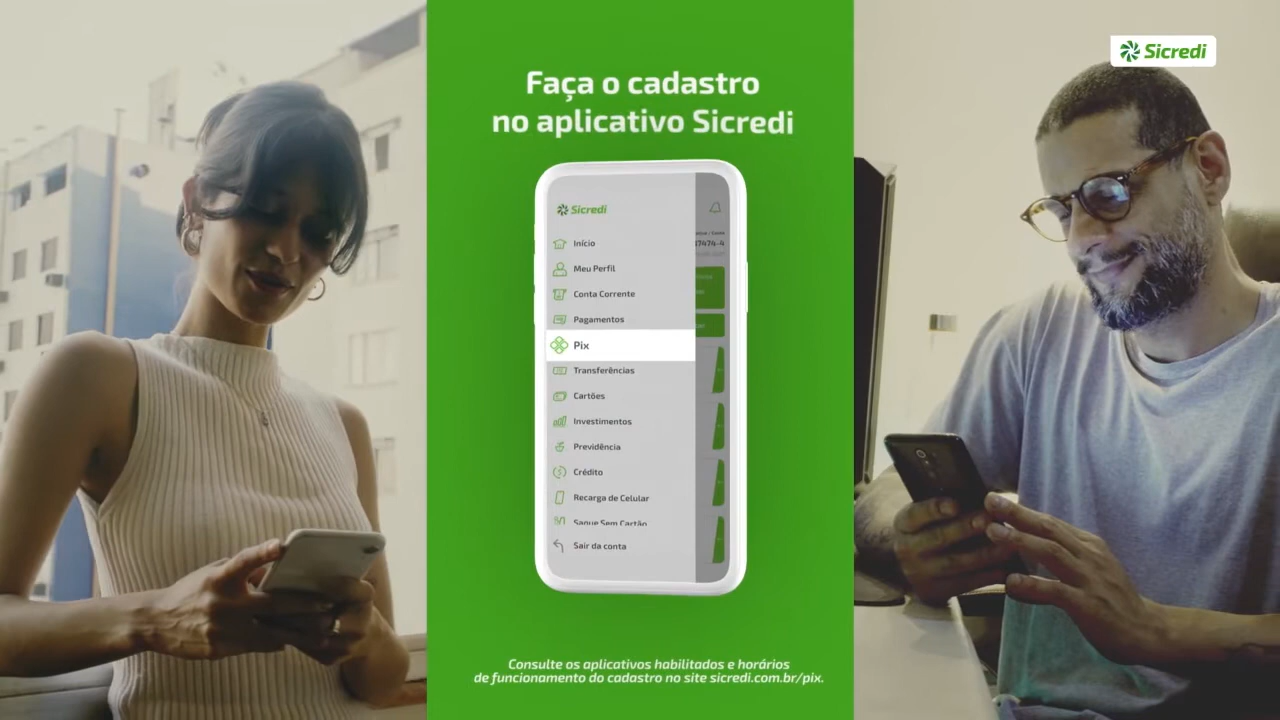 Sicredi
Faça o cadastro
no aplicativo Sicredi
Sicredi
Início
Meu Perfil
17474-4
Conta Corrente
Pagamentos
Pix
Transferências
Cartões
Investimentos
Previdência
Crédito
Recarga de Celular
Saque Sem Cartão
Sair da conta
Consulte os aplicativos habilitados e horários
de funcionamento do cadastro no site sicredi.com.br/pix.